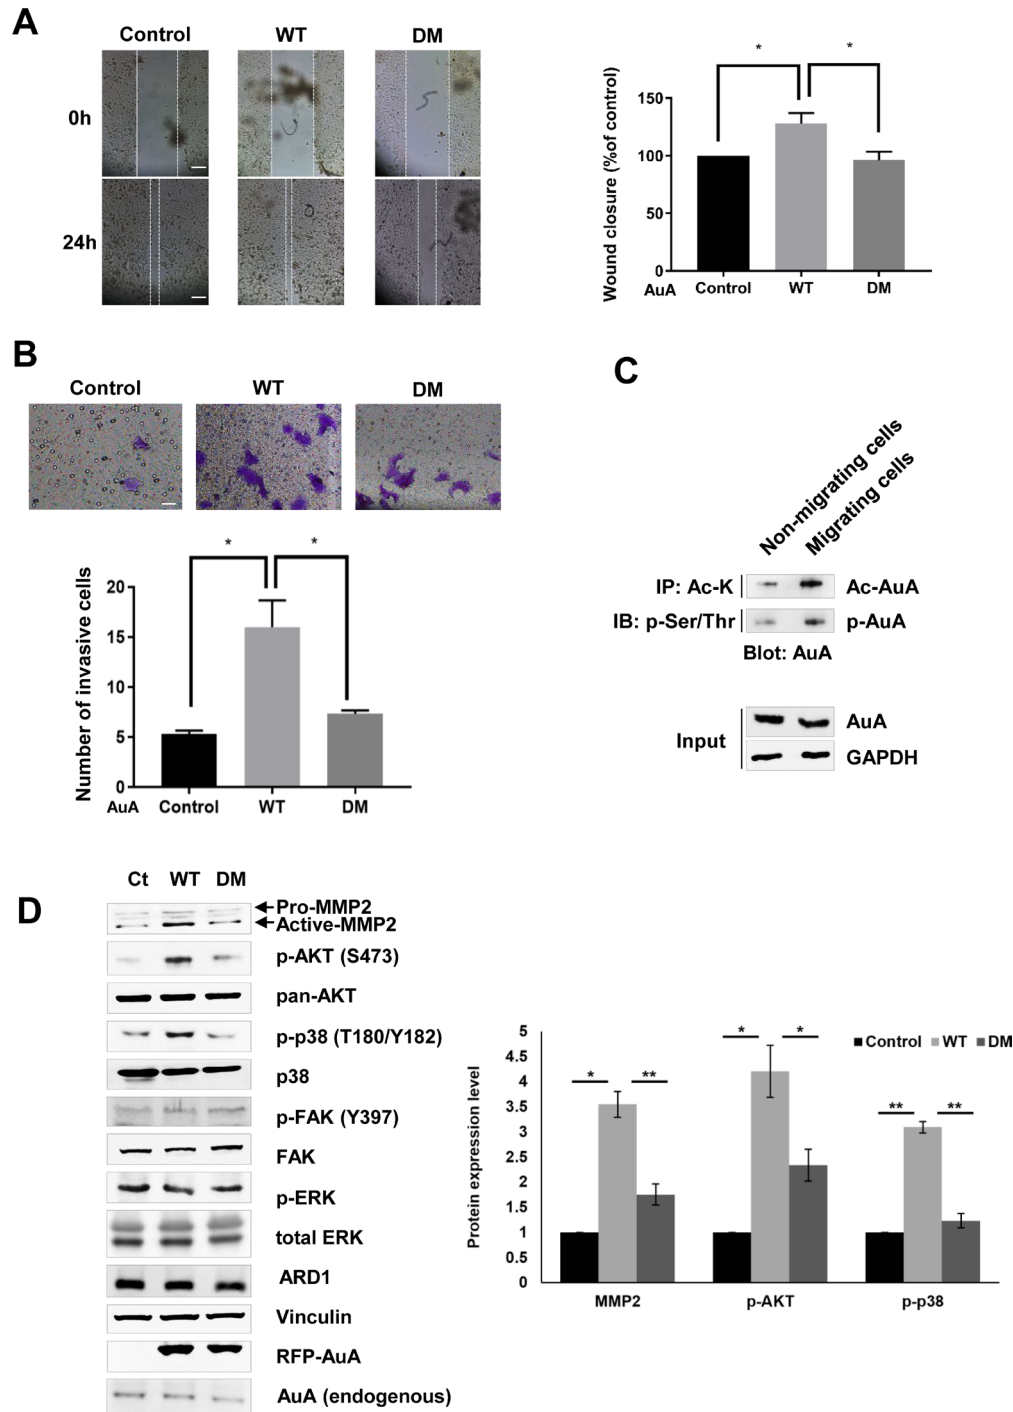 A
Control WT DM
0h
24h
* *
Wound closure (%of control)
150
100
50
0
AuA Control WT DM
B
Control WT DM
* *
Number of invasive cells
20
15
10
5
0
AuA Control WT DM
C
Non-migrating cells
Migrating cells
IP: Ac-K Ac-AuA
IB: p-Ser/Thr p-AuA
Blot: AuA
Input
AuA
GAPDH
D
Ct WT DM
Pro-MMP2
Active-MMP2
p-AKT (S473)
pan-AKT
p-p38 (T180/Y182)
p38
p-FAK (Y397)
FAK
p-ERK
total ERK
ARD1
Vinculin
RFP-AuA
AuA (endogenous)
Protein expression level
5
4.5
4
3.5
3
2.5
2
1.5
1
0.5
0
* **
* *
** **
Control WT DM
MMP2 p-AKT p-p38